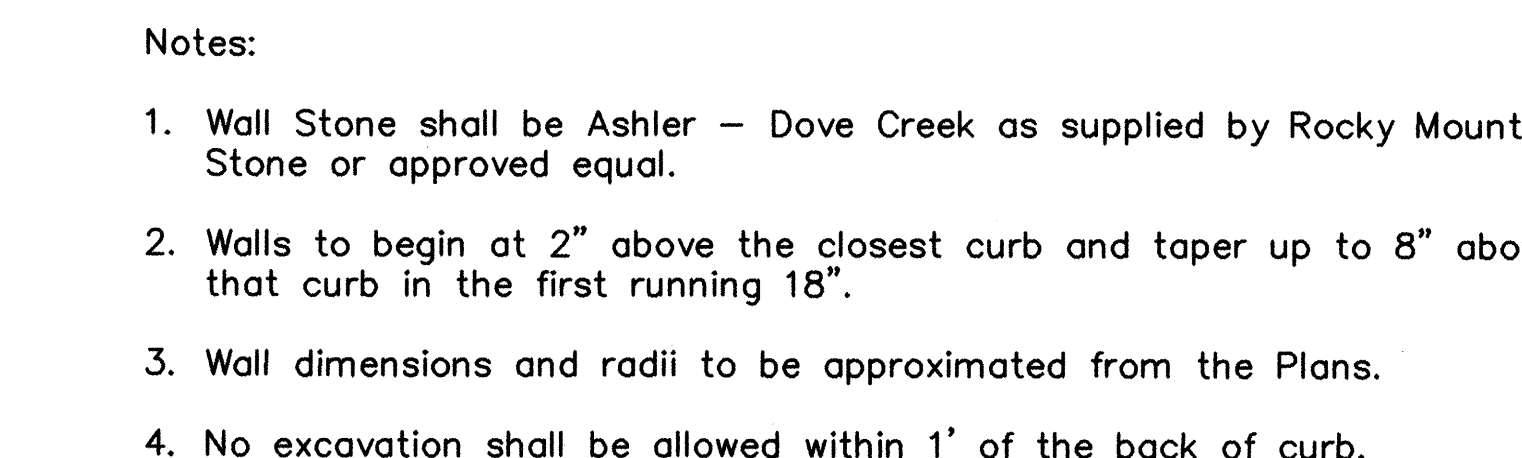 Notes:
1. Wall Stone shall be Ashler – Dove Creek as supplied by Rocky Mount
Stone or approved equal.
2. Walls to begin at 2” above the closest curb and taper up to 8” abo
that curb in the first running 18”.
3. Wall dimensions and radii to be approximated from the Plans.
4. No excavation shall be allowed within 1’ of the back of curb.